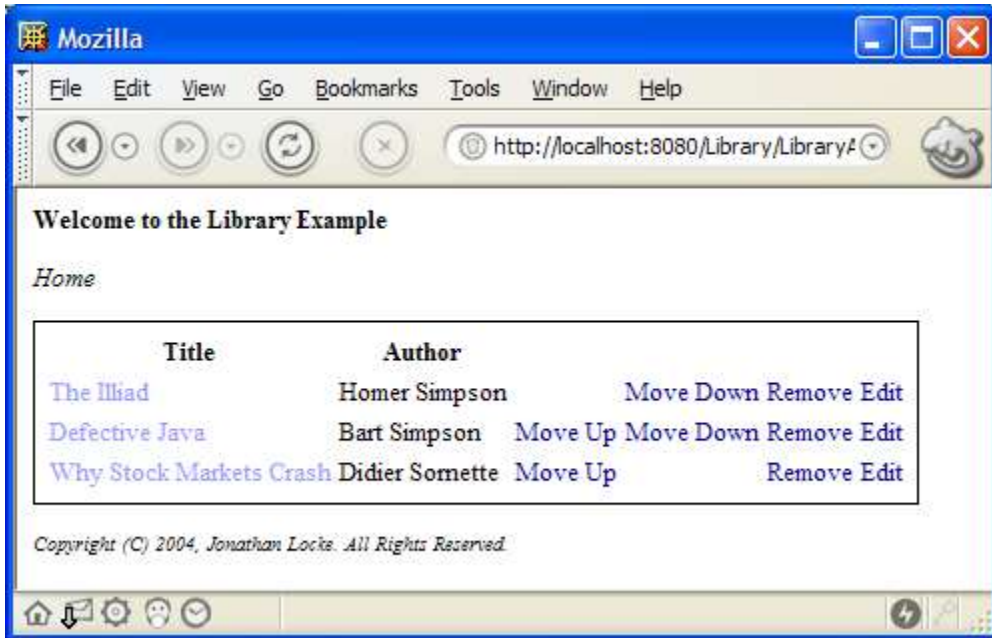 Mozilla
File Edit View Go Bookmarks Tools Window Help
http://localhost:8080/Library/LibraryA
Welcome to the Library Example
Home
Title Author
The Illiad Homer Simpson Move Down Remove Edit
Defective Java Bart Simpson Move Up Move Down Remove Edit
Why Stock Markets Crash Didier Sornette Move Up Remove Edit
Copyright (C) 2004, Jonathan Locke. All Rights Reserved.